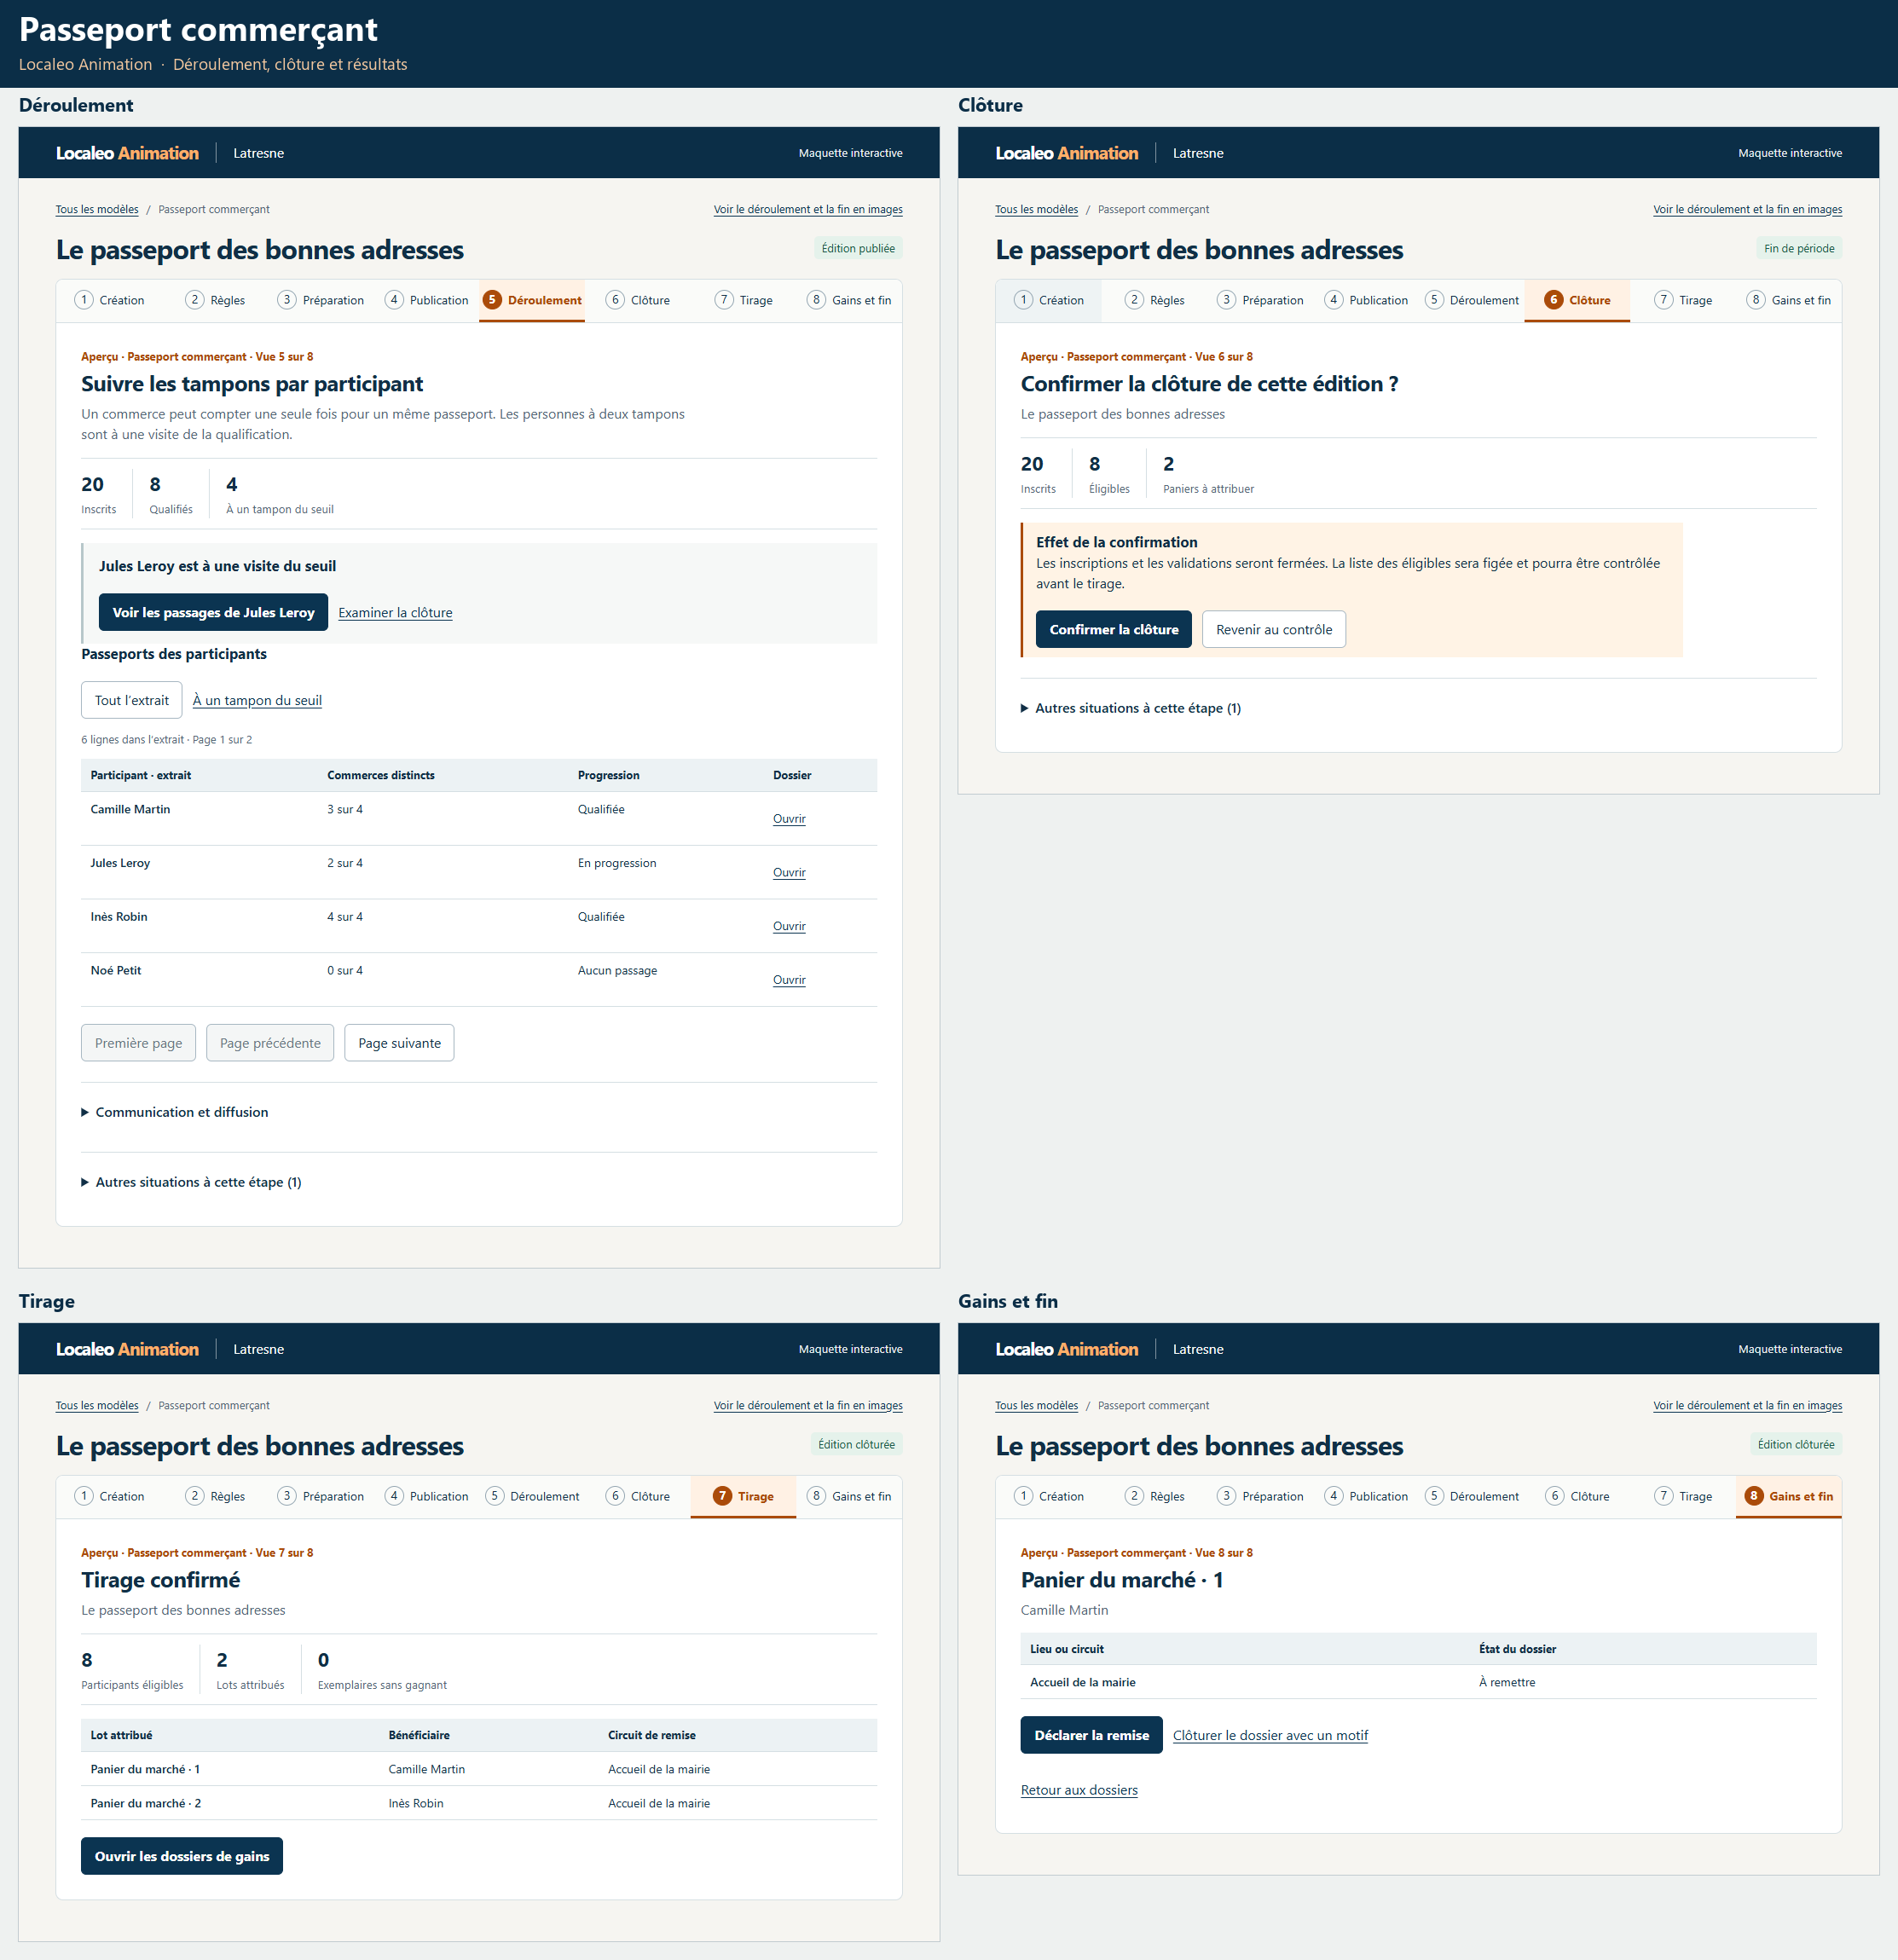 Passeport commerçant
Localeo Animation · Déroulement, clôture et résultats
Déroulement
Localeo Animation Latresne Maquette interactive
Tous les modèles / Passeport commerçant Voir le déroulement et la fin en images
Le passeport des bonnes adresses Édition publiée
1 Création 2 Règles 3 Préparation 4 Publication 5 Déroulement 6 Clôture 7 Tirage 8 Gains et fin
Aperçu · Passeport commerçant · Vue 5 sur 8
Suivre les tampons par participant
Un commerce peut compter une seule fois pour un même passeport. Les personnes à deux tampons
sont à une visite de la qualification.
20 8 4
Inscrits Qualifiés À un tampon du seuil
Jules Leroy est à une visite du seuil
Voir les passages de Jules Leroy Examiner la clôture
Passeports des participants
Tout l'extrait À un tampon du seuil
6 lignes dans l'extrait · Page 1 sur 2
Participant · extrait Commerces distincts Progression Dossier
Camille Martin 3 sur 4 Qualifiée Ouvrir
Jules Leroy 2 sur 4 En progression Ouvrir
Inès Robin 4 sur 4 Qualifiée Ouvrir
Noé Petit 0 sur 4 Aucun passage Ouvrir
Première page Page précédente Page suivante
▶ Communication et diffusion
▶ Autres situations à cette étape (1)
Clôture
Localeo Animation Latresne Maquette interactive
Tous les modèles / Passeport commerçant Voir le déroulement et la fin en images
Le passeport des bonnes adresses Fin de période
1 Création 2 Règles 3 Préparation 4 Publication 5 Déroulement 6 Clôture 7 Tirage 8 Gains et fin
Aperçu · Passeport commerçant · Vue 6 sur 8
Confirmer la clôture de cette édition ?
Le passeport des bonnes adresses
20 8 2
Inscrits Éligibles Paniers à attribuer
Effet de la confirmation
Les inscriptions et les validations seront fermées. La liste des éligibles sera figée et pourra être contrôlée
avant le tirage.
Confirmer la clôture Revenir au contrôle
▶ Autres situations à cette étape (1)
Tirage
Localeo Animation Latresne Maquette interactive
Tous les modèles / Passeport commerçant Voir le déroulement et la fin en images
Le passeport des bonnes adresses Édition clôturée
1 Création 2 Règles 3 Préparation 4 Publication 5 Déroulement 6 Clôture 7 Tirage 8 Gains et fin
Aperçu · Passeport commerçant · Vue 7 sur 8
Tirage confirmé
Le passeport des bonnes adresses
8 2 0
Participants éligibles Lots attribués Exemplaires sans gagnant
Lot attribué Bénéficiaire Circuit de remise
Panier du marché · 1 Camille Martin Accueil de la mairie
Panier du marché · 2 Inès Robin Accueil de la mairie
Ouvrir les dossiers de gains
Gains et fin
Localeo Animation Latresne Maquette interactive
Tous les modèles / Passeport commerçant Voir le déroulement et la fin en images
Le passeport des bonnes adresses Édition clôturée
1 Création 2 Règles 3 Préparation 4 Publication 5 Déroulement 6 Clôture 7 Tirage 8 Gains et fin
Aperçu · Passeport commerçant · Vue 8 sur 8
Panier du marché · 1
Camille Martin
Lieu ou circuit État du dossier
Accueil de la mairie À remettre
Déclarer la remise Clôturer le dossier avec un motif
Retour aux dossiers